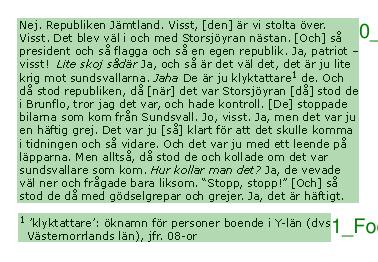 Nej. Republiken Jämtland. Visst, [den] är vi stolta över.
Visst. Det blev väl i och med Storsjöyran nästan. [Och] så
president och så flagga och så en egen republik. Ja, patriot –
visst! Lite skoj sådär Ja, och så är det väl det, det är ju lite
krig mot sundsvallarna. Jaha De är ju klyktattare¹ de. Och
då stod republiken, då [när] det var Storsjöyran [då] stod de
i Brunflo, tror jag det var, och hade kontroll. [De] stoppade
bilarna som kom från Sundsvall. Jo, visst. Ja, men det var ju
en häftig grej. Det var ju [så] klart för att det skulle komma
i tidningen och så vidare. Och det var ju med ett leende på
läpparna. Men alltså, då stod de och kollade om det var
sundsvallare som kom. Hur kollar man det? Ja, de vevade
väl ner och frågade bara liksom. “Stopp, stopp!” [Och] så
stod de då med gödselgrepar och grejer. Ja, det är häftigt.
0_
¹ ’klyktattare’: öknamn för personer boende i Y-län (dvs
Västernorrlands län), jfr. 08-or
1_Foo